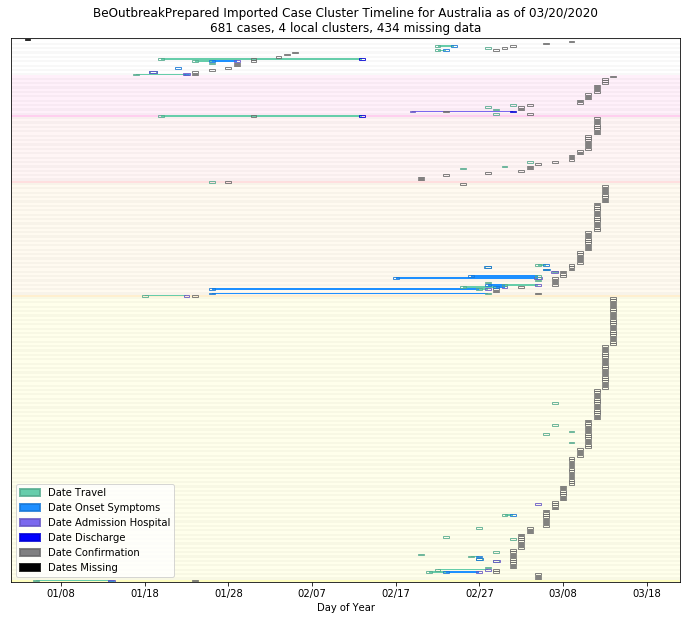 BeOutbreakPrepared Imported Case Cluster Timeline for Australia as of 03/20/2020
681 cases, 4 local clusters, 434 missing data
Date Travel
Date Onset Symptoms
Date Admission Hospital
Date Discharge
Date Confirmation
Dates Missing
01/08 01/18 01/28 02/07 02/17 02/27 03/08 03/18
Day of Year